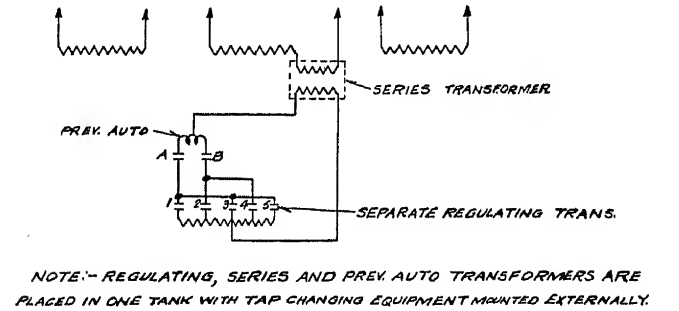 SERIES TRANSFORMER
PREV. AUTO
A B
1 2 3 4 5
SEPARATE REGULATING TRANS.
NOTE:- REGULATING, SERIES AND PREV. AUTO TRANSFORMERS ARE
PLACED IN ONE TANK WITH TAP CHANGING EQUIPMENT MOUNTED EXTERNALLY.